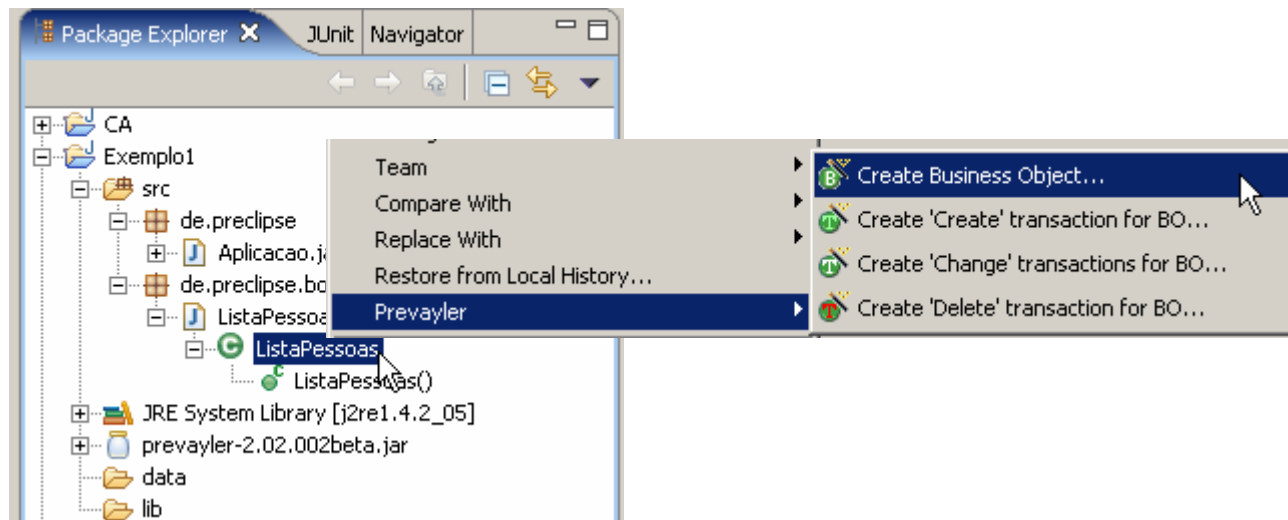 Package Explorer JUnit Navigator
CA
Exemplo1
src
de.preclipse
Aplicacao.ja
de.preclipse.bo
ListaPessoa
ListaPessoas
ListaPessoas()
JRE System Library [j2re1.4.2_05]
prevayler-2.02.002beta.jar
data
lib
Team
Compare With
Replace With
Restore from Local History...
Prevayler
Create Business Object...
Create 'Create' transaction for BO...
Create 'Change' transactions for BO...
Create 'Delete' transaction for BO...